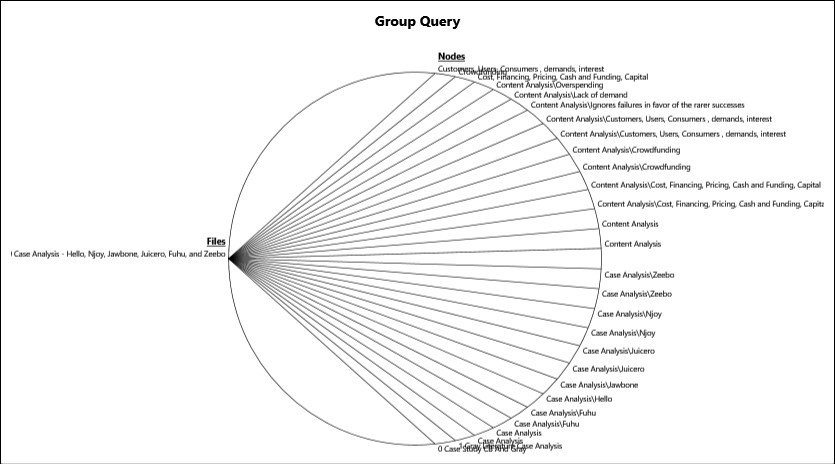 Group Query
Nodes
Customers, Users, Consumers , demands, interest
Crowdfunding
Cost, Financing, Pricing, Cash and Funding, Capital
Content Analysis\Overspending
Content Analysis\Lack of demand
Content Analysis\Ignores failures in favor of the rarer successes
Content Analysis\Customers, Users, Consumers , demands, interest
Content Analysis\Customers, Users, Consumers , demands, interest
Content Analysis\Crowdfunding
Content Analysis\Crowdfunding
Content Analysis\Cost, Financing, Pricing, Cash and Funding, Capital
Content Analysis\Cost, Financing, Pricing, Cash and Funding, Capita
Content Analysis
Files
Content Analysis
Case Analysis - Hello, Njoy, Jawbone, Juicero, Fuhu, and Zeebo
Case Analysis\Zeebo
Case Analysis\Zeebo
Case Analysis\Njoy
Case Analysis\Njoy
Case Analysis\Juicero
Case Analysis\Juicero
Case Analysis\Jawbone
Case Analysis\Hello
Case Analysis\Fuhu
Case Analysis\Fuhu
Case Analysis
Case Analysis
Case Analysis
0 Case Study CB And Gray